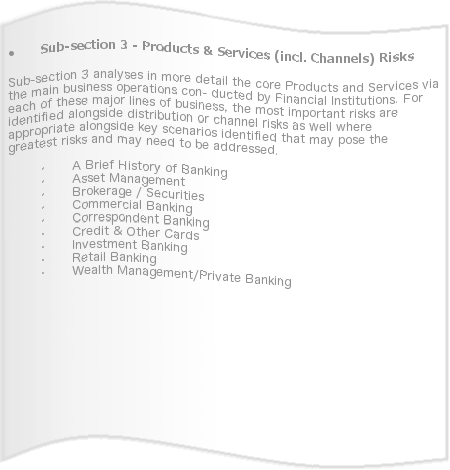 • Sub-section 3 - Products & Services (incl. Channels) Risks
Sub-section 3 analyses in more detail the core Products and Services via
the main business operations con- ducted by Financial Institutions. For
each of these major lines of business, the most important risks are
identified alongside distribution or channel risks as well where
appropriate alongside key scenarios identified that may pose the
greatest risks and may need to be addressed.
· A Brief History of Banking
· Asset Management
· Brokerage / Securities
· Commercial Banking
· Correspondent Banking
· Credit & Other Cards
· Investment Banking
· Retail Banking
· Wealth Management/Private Banking